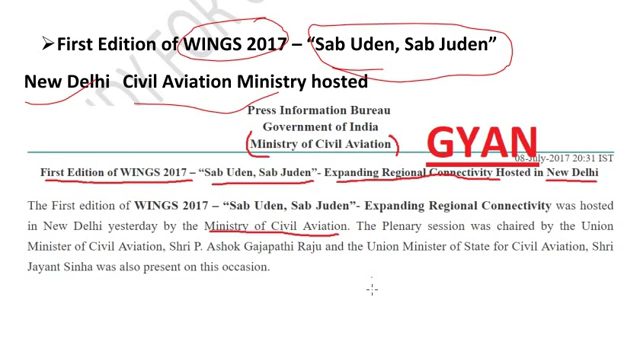 ➢First Edition of WINGS 2017 – “Sab Uden, Sab Juden”
New Delhi Civil Aviation Ministry hosted
Press Information Bureau
Government of India
Ministry of Civil Aviation
GYAN
08-July-2017 20:31 IST
First Edition of WINGS 2017 – “Sab Uden, Sab Juden”- Expanding Regional Connectivity Hosted in New Delhi
The First edition of WINGS 2017 – “Sab Uden, Sab Juden”- Expanding Regional Connectivity was hosted
in New Delhi yesterday by the Ministry of Civil Aviation. The Plenary session was chaired by the Union
Minister of Civil Aviation, Shri P. Ashok Gajapathi Raju and the Union Minister of State for Civil Aviation, Shri
Jayant Sinha was also present on this occasion.